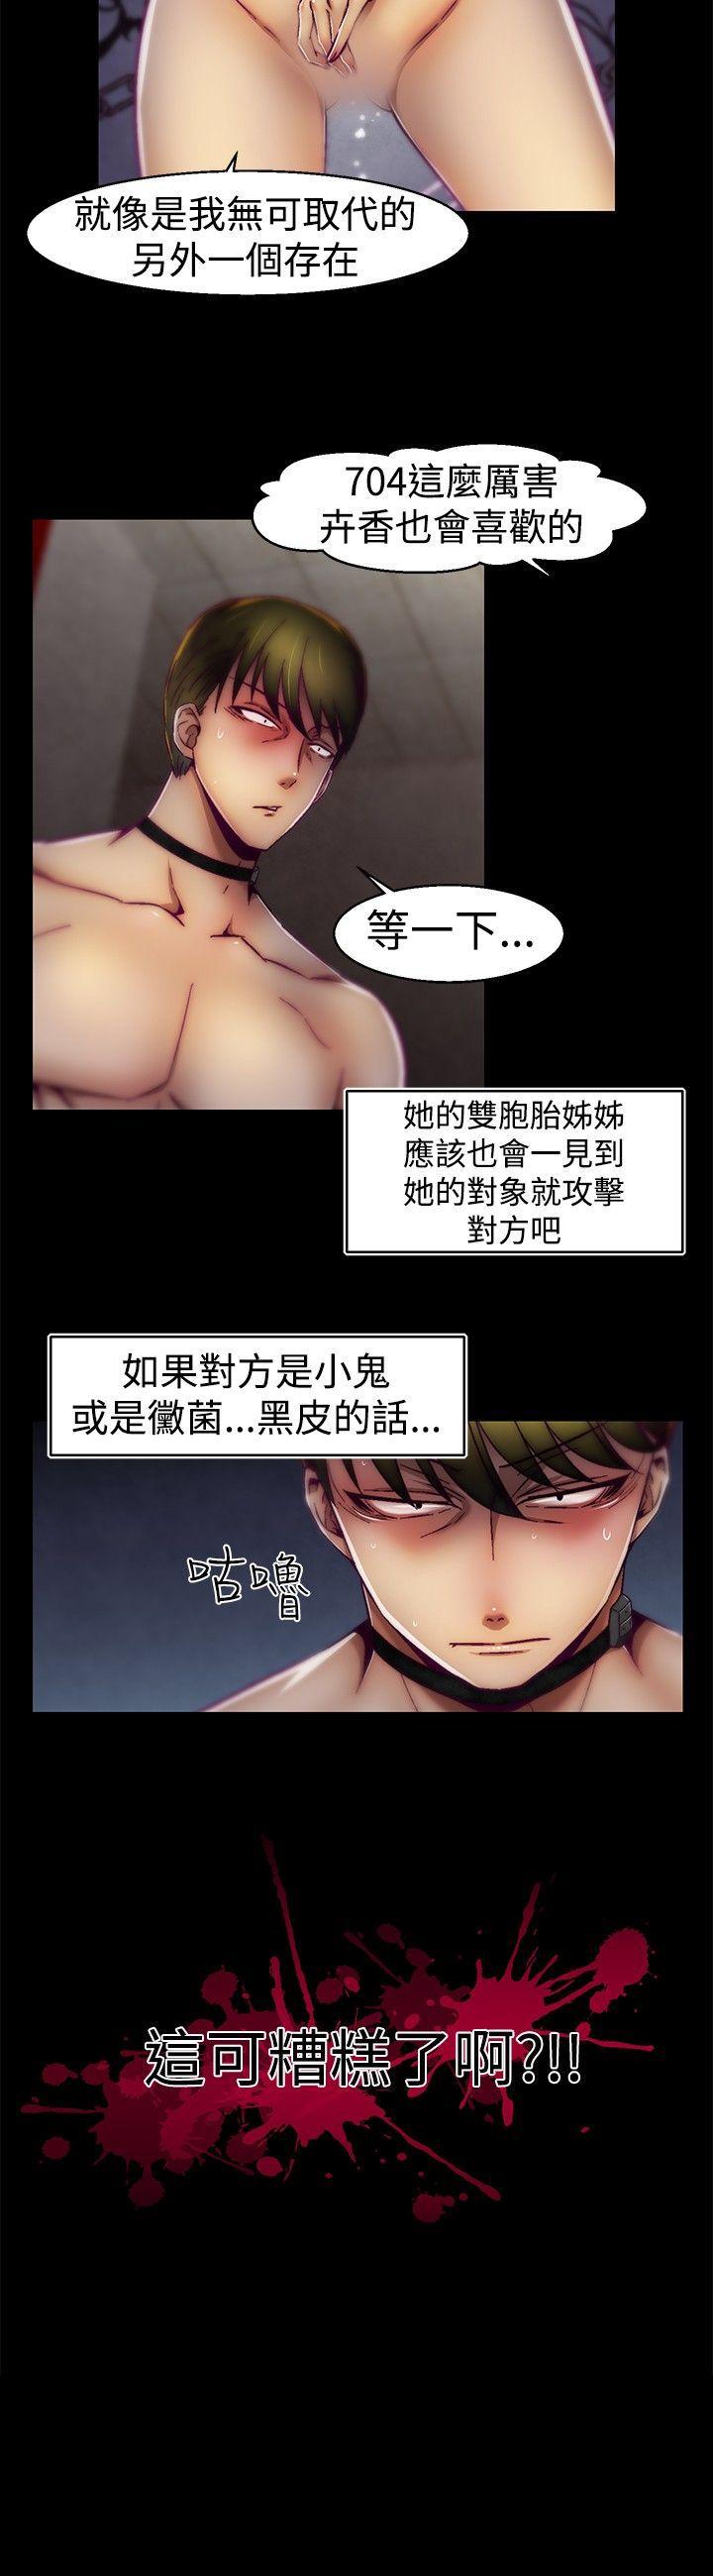 就像是我無可取代的
另外一個存在
704這麼厲害
卉香也會喜歡的
等一下...
她的雙胞胎姊姊
應該也會一見到
她的對象就攻擊
對方吧
如果對方是小鬼
或是黴菌...黑皮的話...
咕嚕
這可糟糕了啊?!!